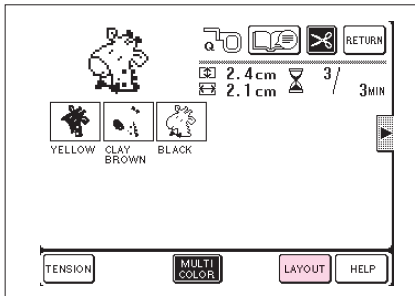 Q
RETURN
2.4cm 3/
2.1cm 3MIN
YELLOW CLAY BROWN BLACK
TENSION MULTI COLOR LAYOUT HELP